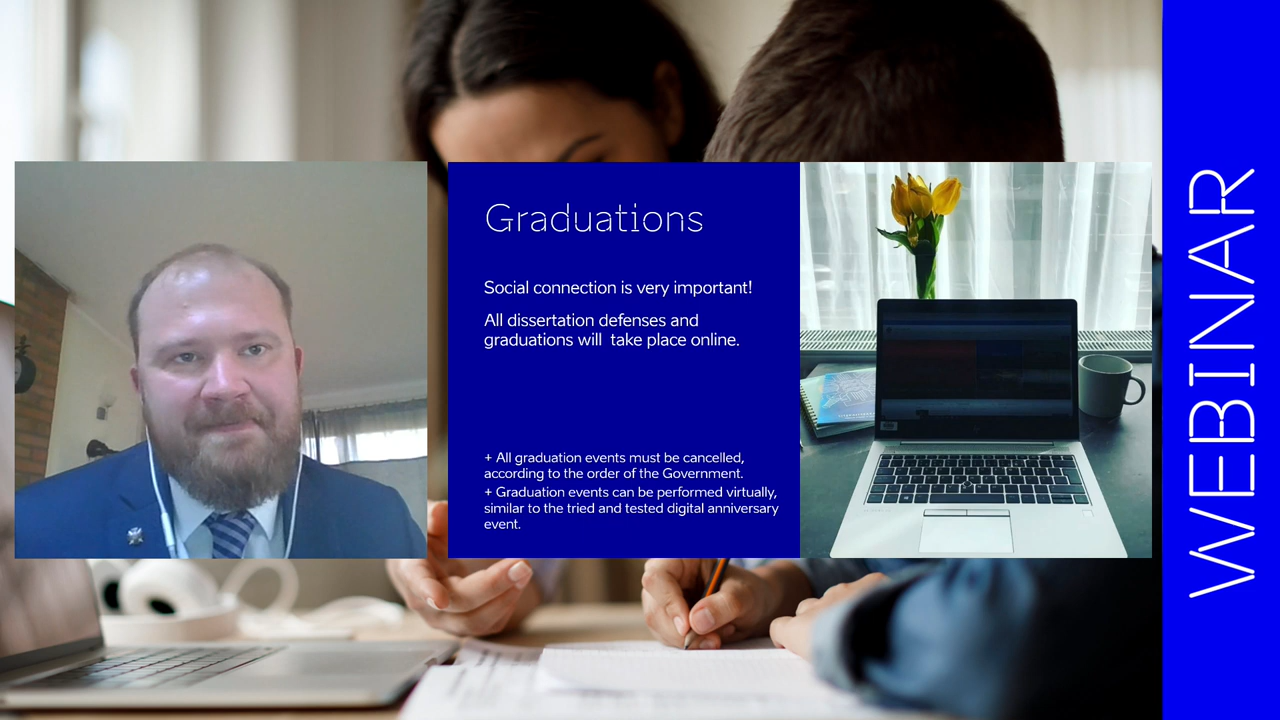 Graduations
Social connection is very important!
All dissertation defenses and
graduations will take place online.
+ All graduation events must be cancelled,
according to the order of the Government.
+ Graduation events can be performed virtually,
similar to the tried and tested digital anniversary
event.
WEBINAR